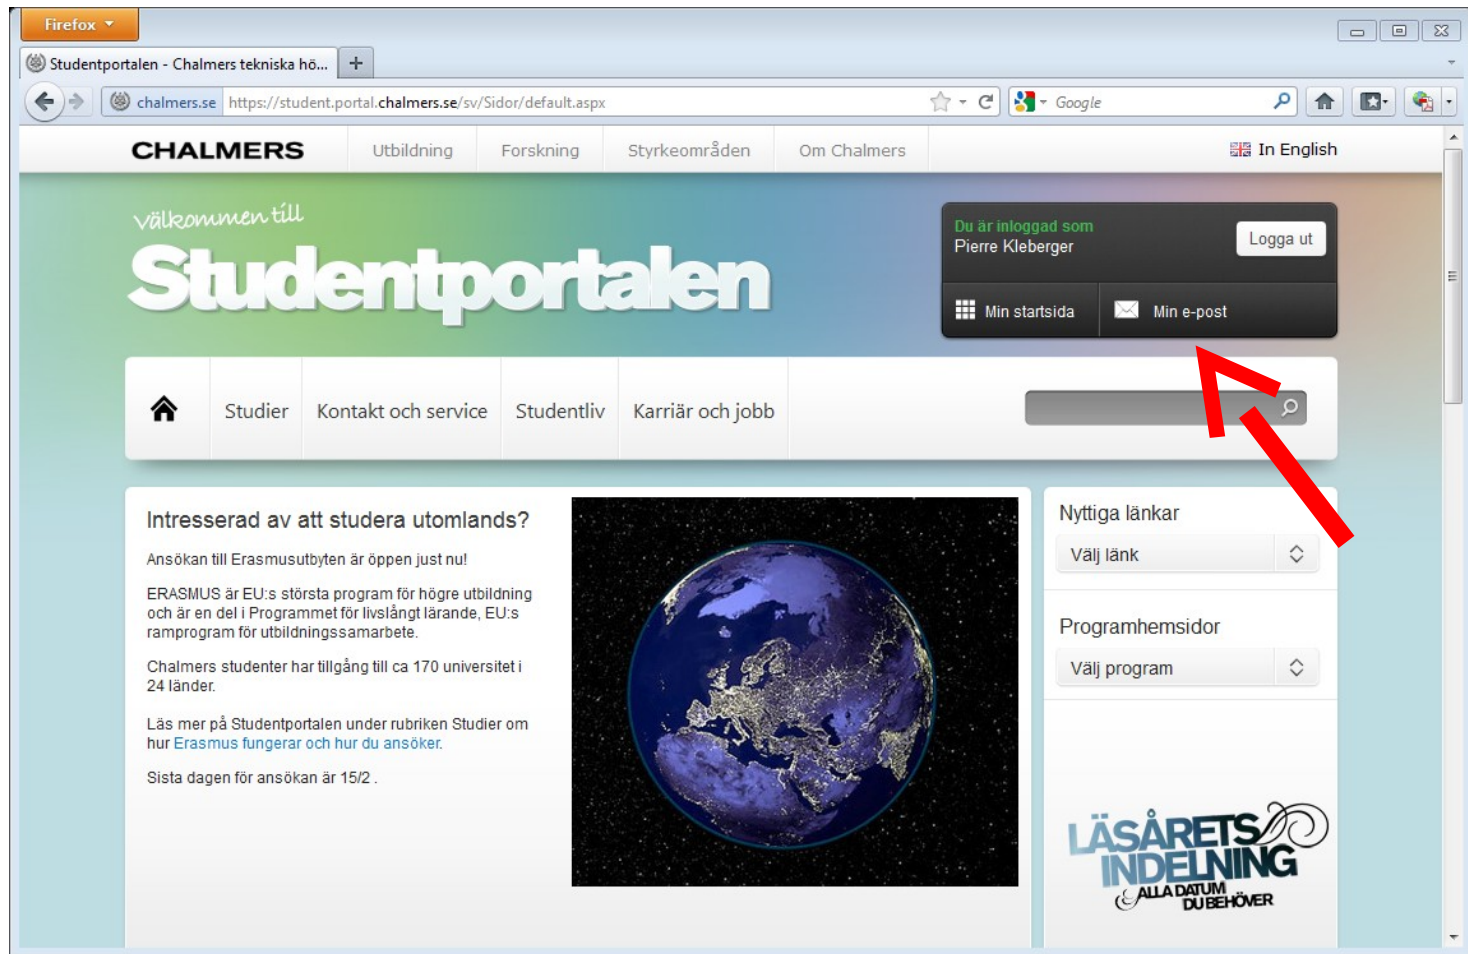 Firefox
Studentportalen - Chalmers tekniska hö...
chalmers.se https://student.portal.chalmers.se/sv/Sidor/default.aspx
Google
CHALMERS
Utbildning
Forskning
Styrkeområden
Om Chalmers
In English
välkommen till
Studentportalen
Du är inloggad som
Pierre Kleberger
Logga ut
Min startsida
Min e-post
Studier
Kontakt och service
Studentliv
Karriär och jobb
Intresserad av att studera utomlands?
Ansökan till Erasmusutbyten är öppen just nu!
ERASMUS är EU:s största program för högre utbildning
och är en del i Programmet för livslångt lärande, EU:s
ramprogram för utbildningssamarbete.
Chalmers studenter har tillgång till ca 170 universitet i
24 länder.
Läs mer på Studentportalen under rubriken Studier om
hur Erasmus fungerar och hur du ansöker.
Sista dagen för ansökan är 15/2 .
Nyttiga länkar
Välj länk
Programhemsidor
Välj program
LÄSÅRETS
INDELNING
& ALLA DATUM
DU BEHÖVER